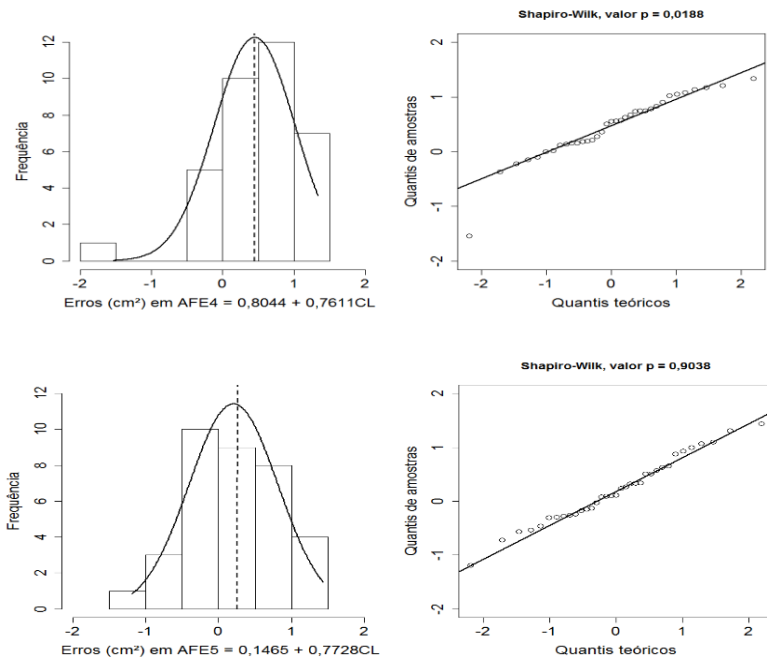 Shapiro-Wilk, valor p = 0,0188
Frequência
12
10
8
6
4
2
0
-2 -1 0 1 2
Erros (cm²) em AFE4 = 0,8044 + 0,7611CL
Quantis de amostras
2
1
0
-1
-2
-2 -1 0 1 2
Quantis teóricos
Shapiro-Wilk, valor p = 0,9038
Frequência
12
10
8
6
4
2
0
-2 -1 0 1 2
Erros (cm²) em AFE5 = 0,1465 + 0,7728CL
Quantis de amostras
2
1
0
-1
-2
-2 -1 0 1 2
Quantis teóricos